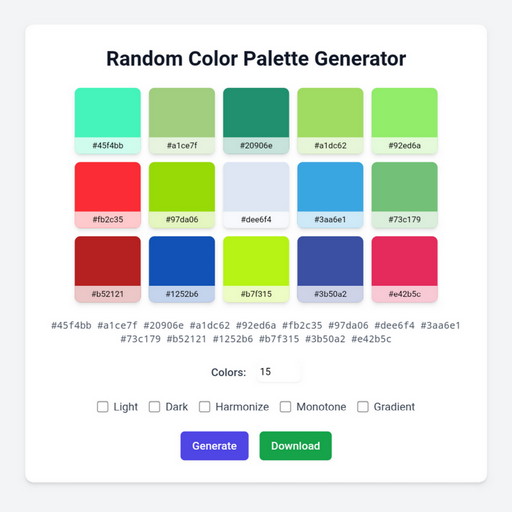 Random Color Palette Generator
#45f4bb #a1ce7f #20906e #a1dc62 #92ed6a
#fb2c35 #97da06 #dee6f4 #3aa6e1 #73c179
#b52121 #1252b6 #b7f315 #3b50a2 #e42b5c
#45f4bb #a1ce7f #20906e #a1dc62 #92ed6a #fb2c35 #97da06 #dee6f4 #3aa6e1
#73c179 #b52121 #1252b6 #b7f315 #3b50a2 #e42b5c
Colors: 15
Light Dark Harmonize Monotone Gradient
Generate Download